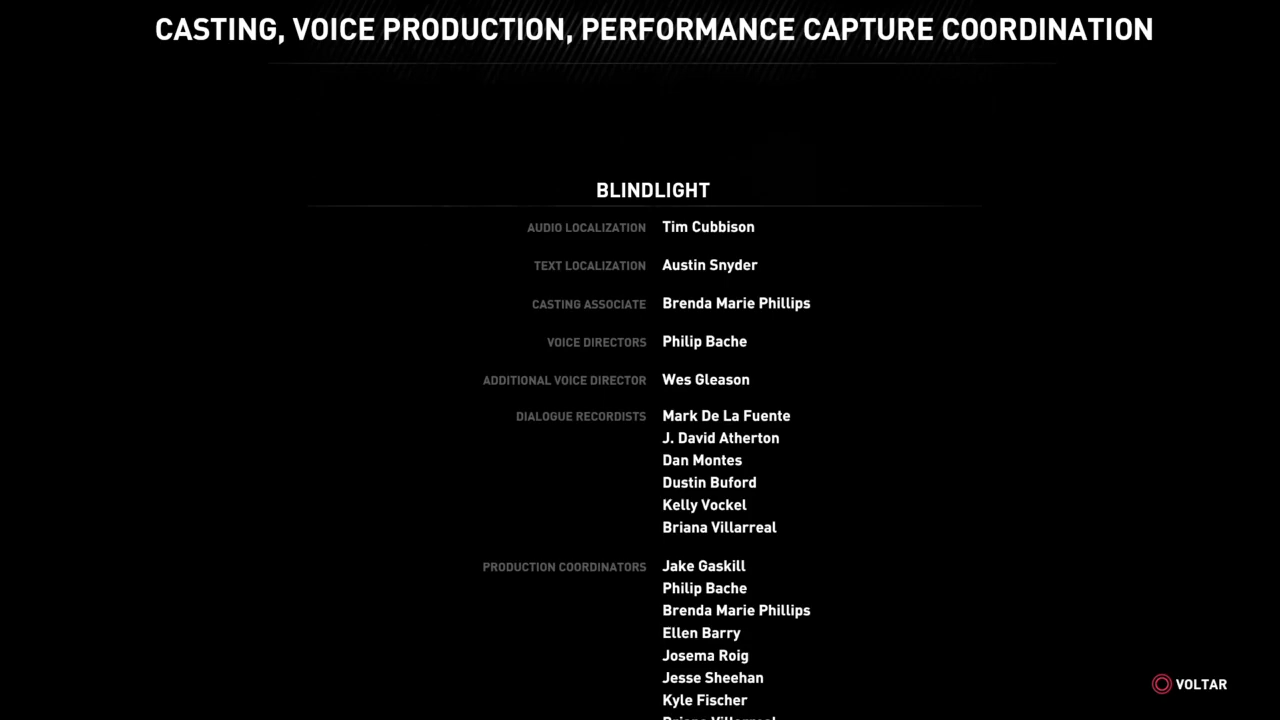 CASTING, VOICE PRODUCTION, PERFORMANCE CAPTURE COORDINATION
BLINDLIGHT
AUDIO LOCALIZATION Tim Cubbison
TEXT LOCALIZATION Austin Snyder
CASTING ASSOCIATE Brenda Marie Phillips
VOICE DIRECTORS Philip Bache
ADDITIONAL VOICE DIRECTOR Wes Gleason
DIALOGUE RECORDISTS Mark De La Fuente
J. David Atherton
Dan Montes
Dustin Buford
Kelly Vockel
Briana Villarreal
PRODUCTION COORDINATORS Jake Gaskill
Philip Bache
Brenda Marie Phillips
Ellen Barry
Josema Roig
Jesse Sheehan
VOLTAR
Kyle Fischer